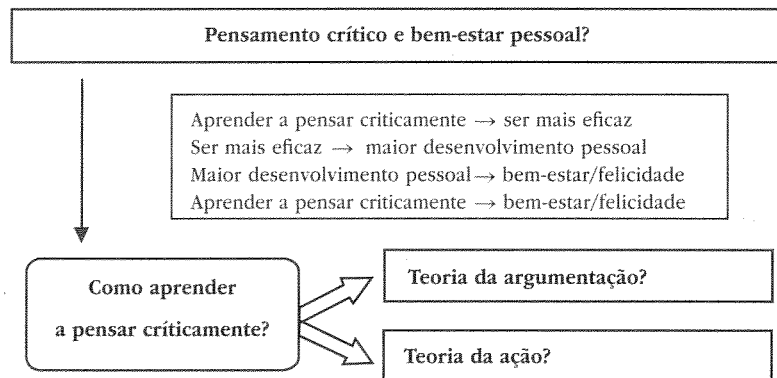 Pensamento crítico e bem-estar pessoal?
Aprender a pensar criticamente → ser mais eficaz
Ser mais eficaz → maior desenvolvimento pessoal
Maior desenvolvimento pessoal → bem-estar/felicidade
Aprender a pensar criticamente → bem-estar/felicidade
Como aprender
a pensar críticamente?
Teoria da argumentação?
Teoria da ação?